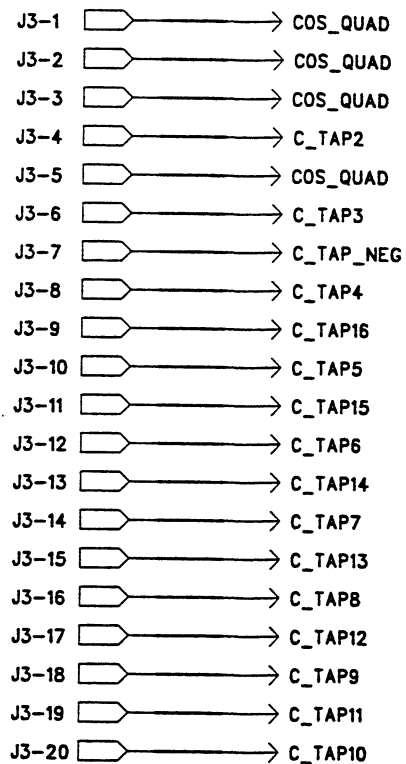 J3-1 COS_QUAD
J3-2 COS_QUAD
J3-3 COS_QUAD
J3-4 C_TAP2
J3-5 COS_QUAD
J3-6 C_TAP3
J3-7 C_TAP_NEG
J3-8 C_TAP4
J3-9 C_TAP16
J3-10 C_TAP5
J3-11 C_TAP15
J3-12 C_TAP6
J3-13 C_TAP14
J3-14 C_TAP7
J3-15 C_TAP13
J3-16 C_TAP8
J3-17 C_TAP12
J3-18 C_TAP9
J3-19 C_TAP11
J3-20 C_TAP10